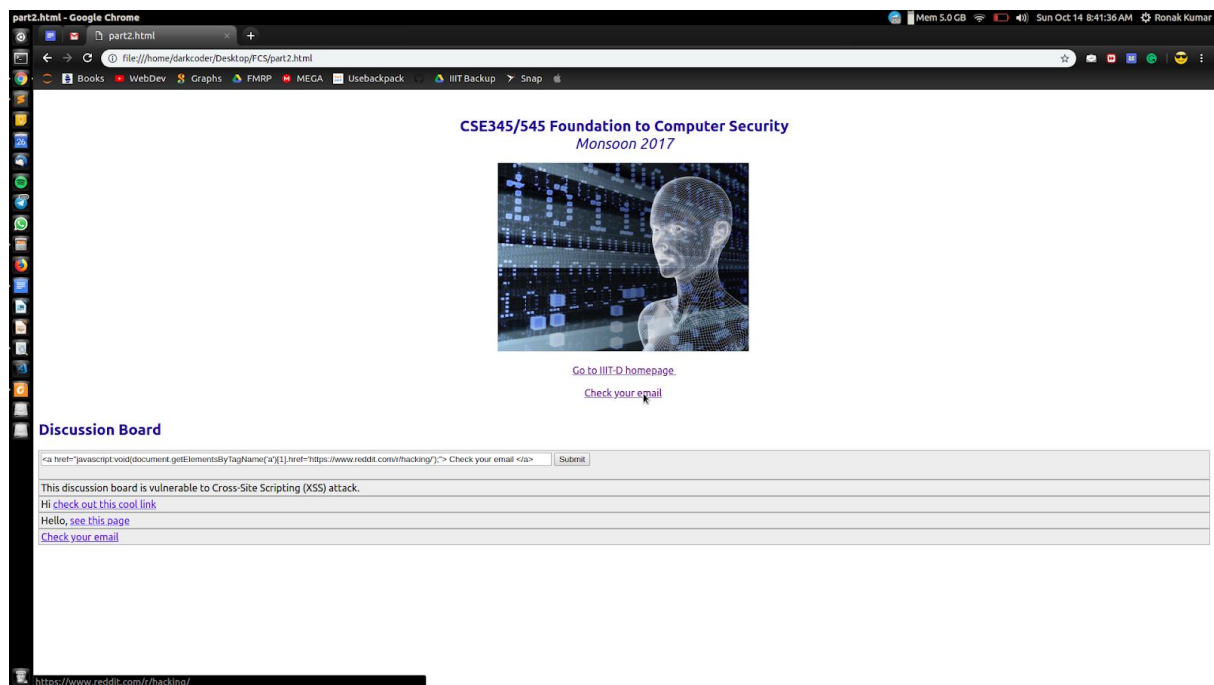 part2.html - Google Chrome
Mem 5.0 GB
Sun Oct 14 8:41:36 AM
Ronak Kumar
part2.html
file:///home/darkcoder/Desktop/FCS/part2.html
Books
WebDev
Graphs
FMRP
MEGA
Usebackpack
IIIT Backup
Snap
26
CSE345/545 Foundation to Computer Security
Monsoon 2017
Go to IIIT-D homepage
Check your email
Discussion Board
<a href="javascript:void(document.getElementsByTagName('a')[1].href='https://www.reddit.com/r/hacking/');"> Check your email </a>
Submit
This discussion board is vulnerable to Cross-Site Scripting (XSS) attack.
Hi check out this cool link
Hello, see this page
Check your email
https://www.reddit.com/r/hacking/